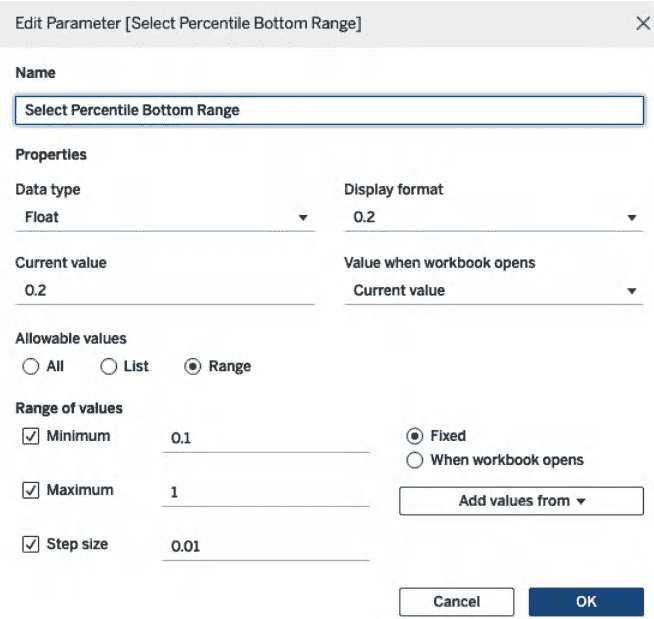 Edit Parameter [Select Percentile Bottom Range]
Name
Select Percentile Bottom Range
Properties
Data type
Display format
Float
0.2
Current value
Value when workbook opens
0.2
Current value
Allowable values
All List Range
Range of values
Minimum 0.1
Fixed
When workbook opens
Maximum 1
Add values from
Step size 0.01
Cancel OK